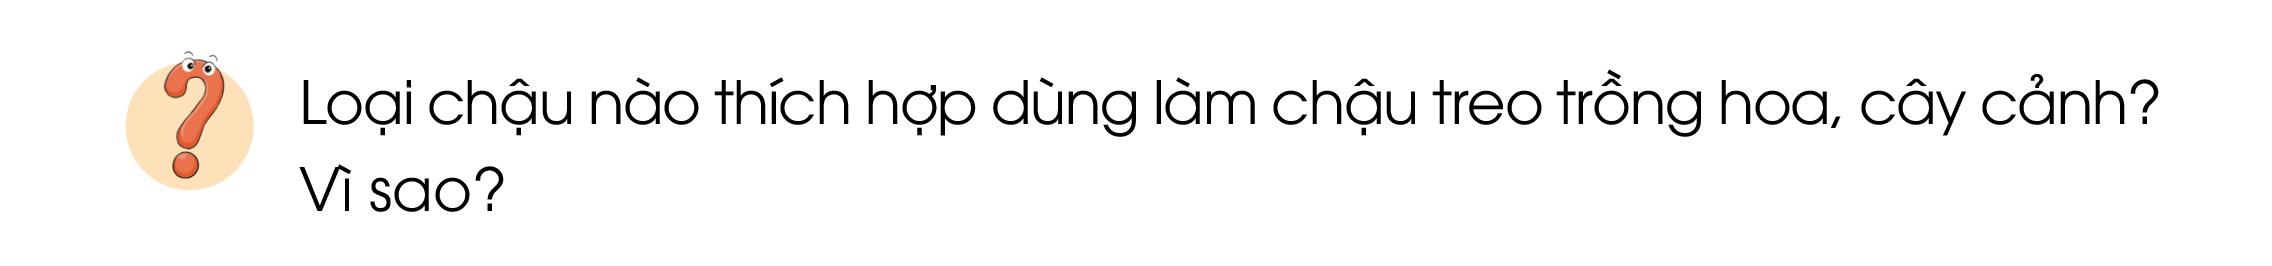 Loại chậu nào thích hợp dùng làm chậu treo trồng hoa, cây cảnh?
Vì sao?